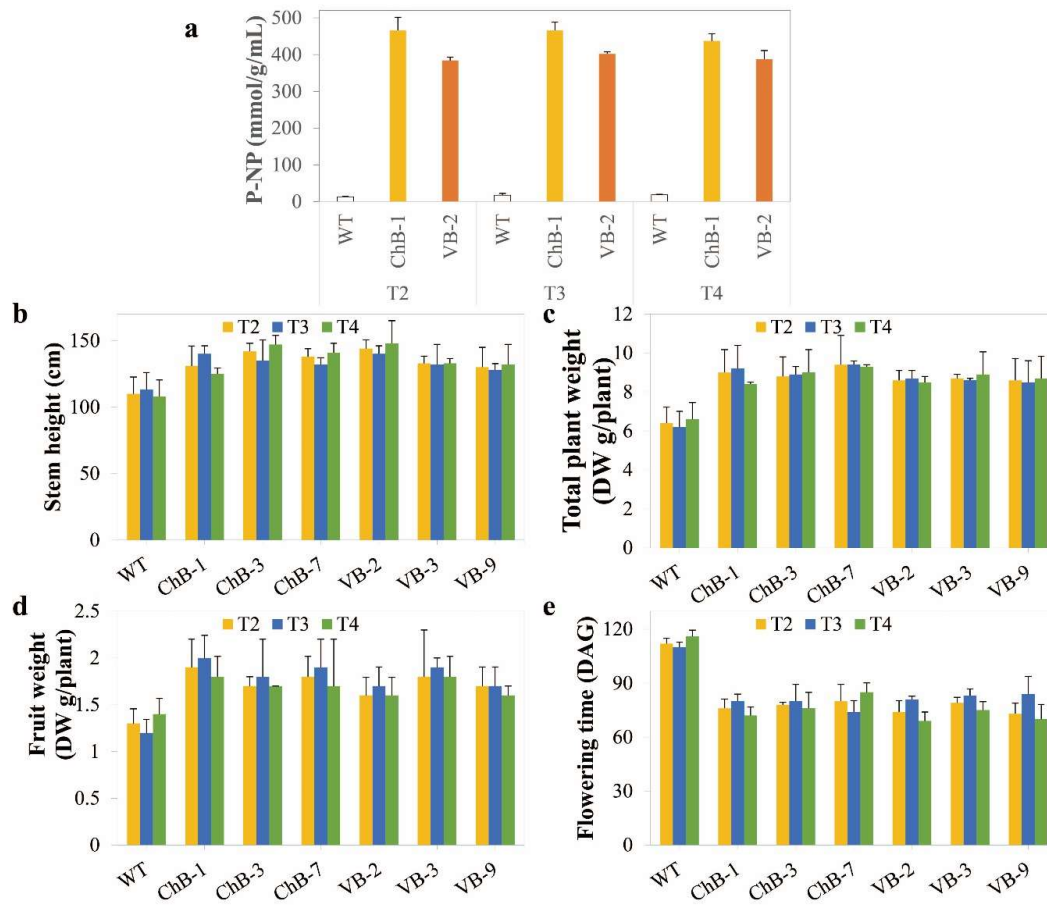 a
P-NP (mmol/g/mL)
500
400
300
200
100
0
WT
ChB-1
VB-2
WT
ChB-1
VB-2
WT
ChB-1
VB-2
T2
T3
T4
b
Stem height (cm)
T2 T3 T4
150
100
50
0
WT
ChB-1
ChB-3
ChB-7
VB-2
VB-3
VB-9
c
Total plant weight
(DW g/plant)
T2 T3 T4
12
10
8
6
4
2
0
WT
ChB-1
ChB-3
ChB-7
VB-2
VB-3
VB-9
d
Fruit weight
(DW g/plant)
T2 T3 T4
2.5
2
1.5
1
0.5
0
WT
ChB-1
ChB-3
ChB-7
VB-2
VB-3
VB-9
e
Flowering time (DAG)
T2 T3 T4
120
90
60
30
0
WT
ChB-1
ChB-3
ChB-7
VB-2
VB-3
VB-9